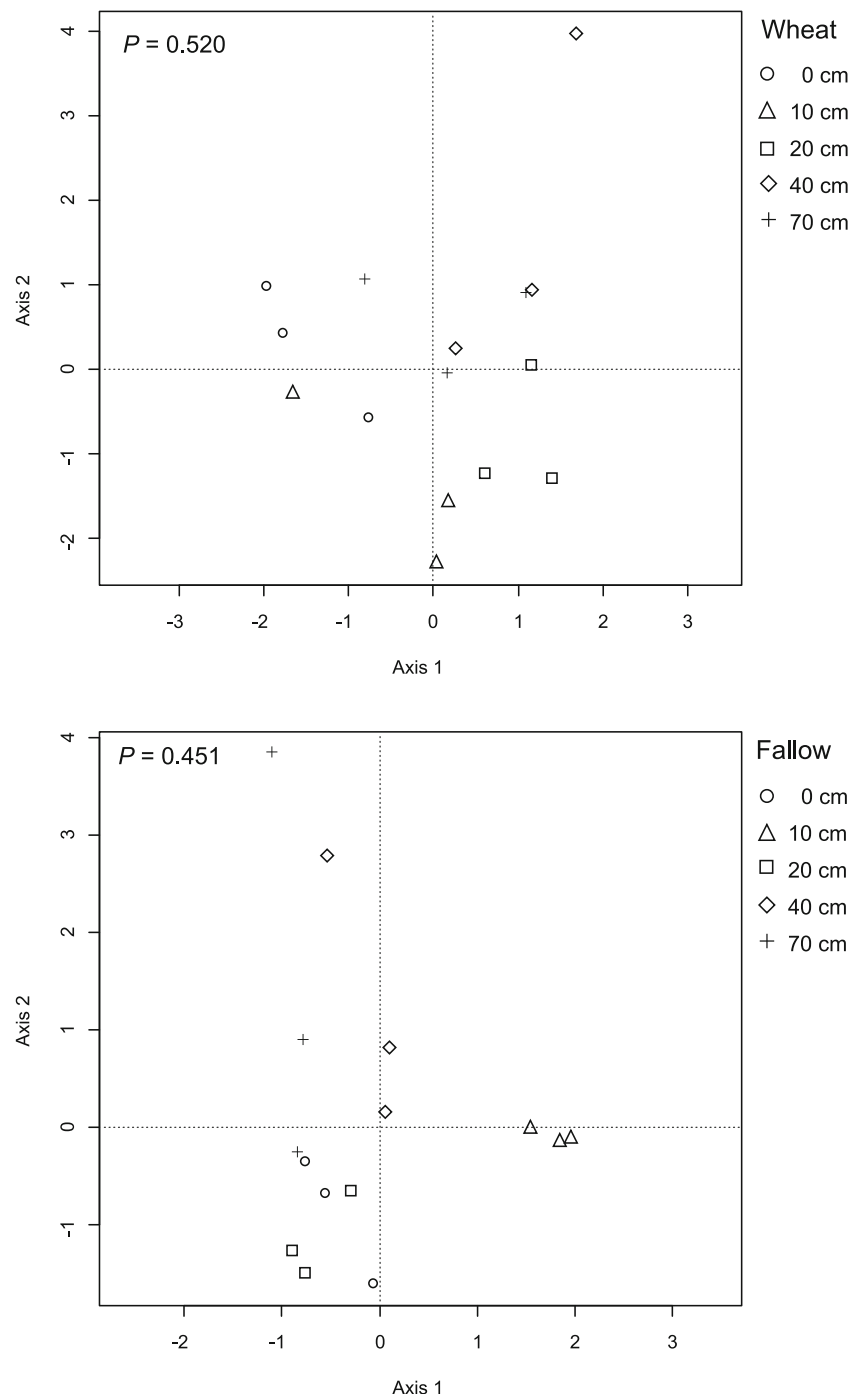 P = 0.520
Wheat
0 cm
10 cm
20 cm
40 cm
70 cm
4
3
2
1
0
-1
-2
Axis 2
-3 -2 -1 0 1 2 3
Axis 1
P = 0.451
Fallow
0 cm
10 cm
20 cm
40 cm
70 cm
4
3
2
1
0
-1
Axis 2
-2 -1 0 1 2 3
Axis 1